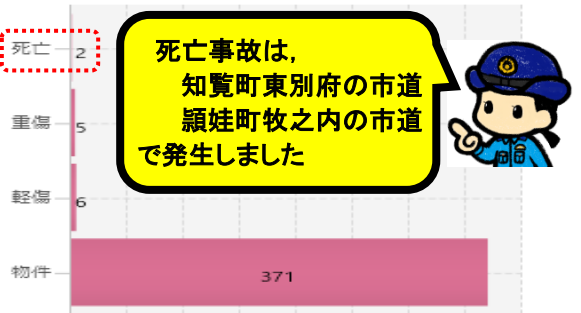 死亡 2
死亡事故は，
知覧町東別府の市道
頴娃町牧之内の市道
で発生しました
重傷 5
軽傷 6
物件 371